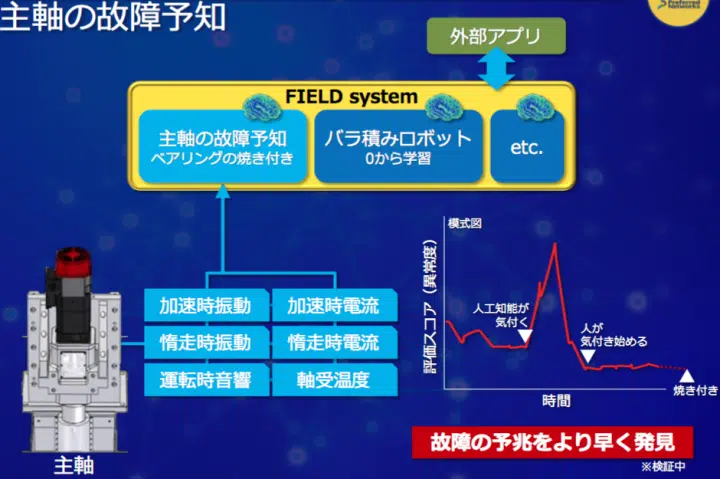 主軸の故障予知
外部アプリ
FIELD system
主軸の故障予知
ベアリングの焼き付き
バラ積みロボット
0から学習
etc.
加速時振動
加速時電流
惰走時振動
惰走時電流
運転時音響
軸受温度
主軸
模式図
評価スコア（異常度）
人工知能が
気付く
人が
気付き始める
焼き付き
時間
故障の予兆をより早く発見
※検証中